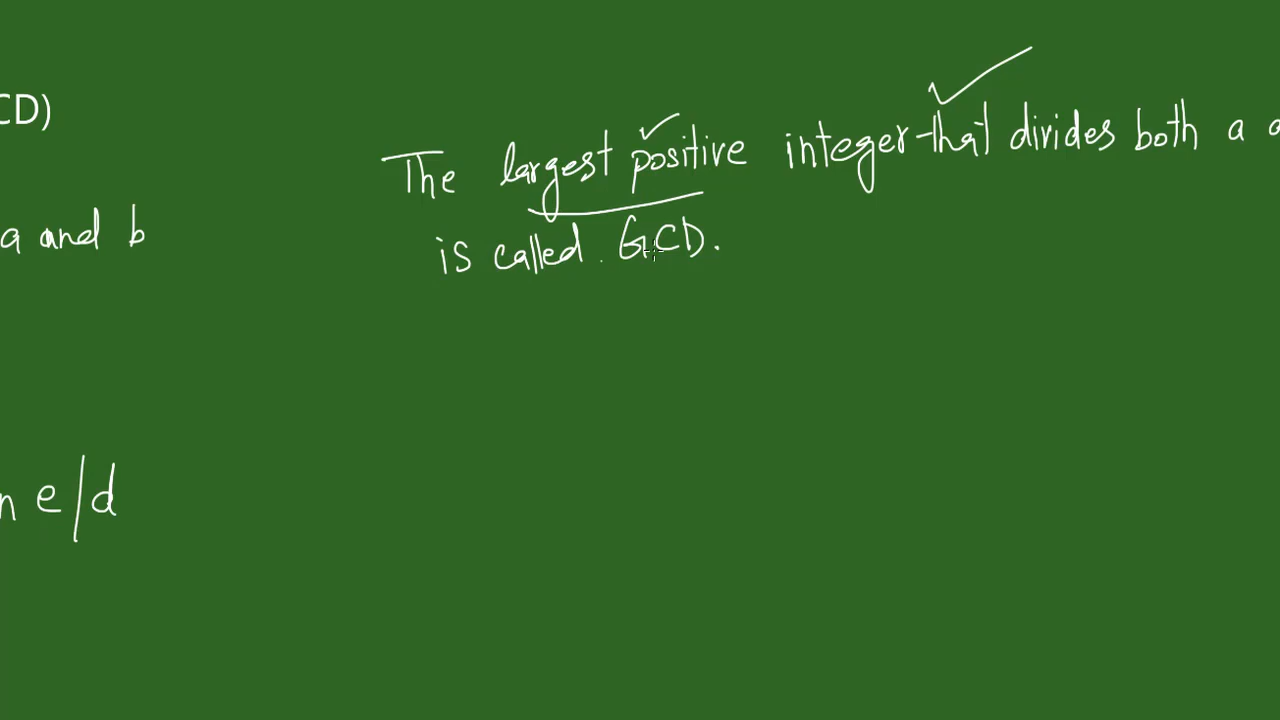 CD)
The largest positive integer that divides both a a
is called GCD.
a and b
n e/d